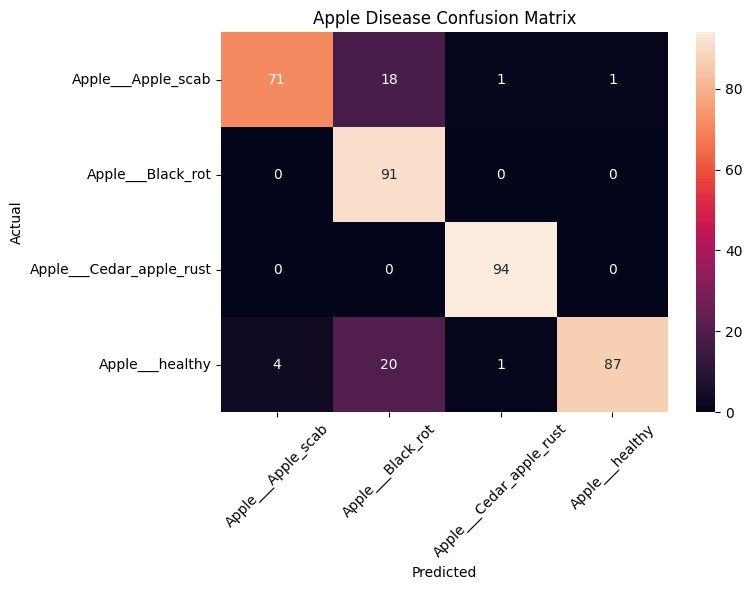 Apple Disease Confusion Matrix
Apple___Apple_scab 71 18 1 1
Apple___Black_rot 0 91 0 0
Apple___Cedar_apple_rust 0 0 94 0
Apple___healthy 4 20 1 87
Actual
Apple___Apple_scab
Apple___Black_rot
Apple___Cedar_apple_rust
Apple___healthy
Predicted
80
60
40
20
0